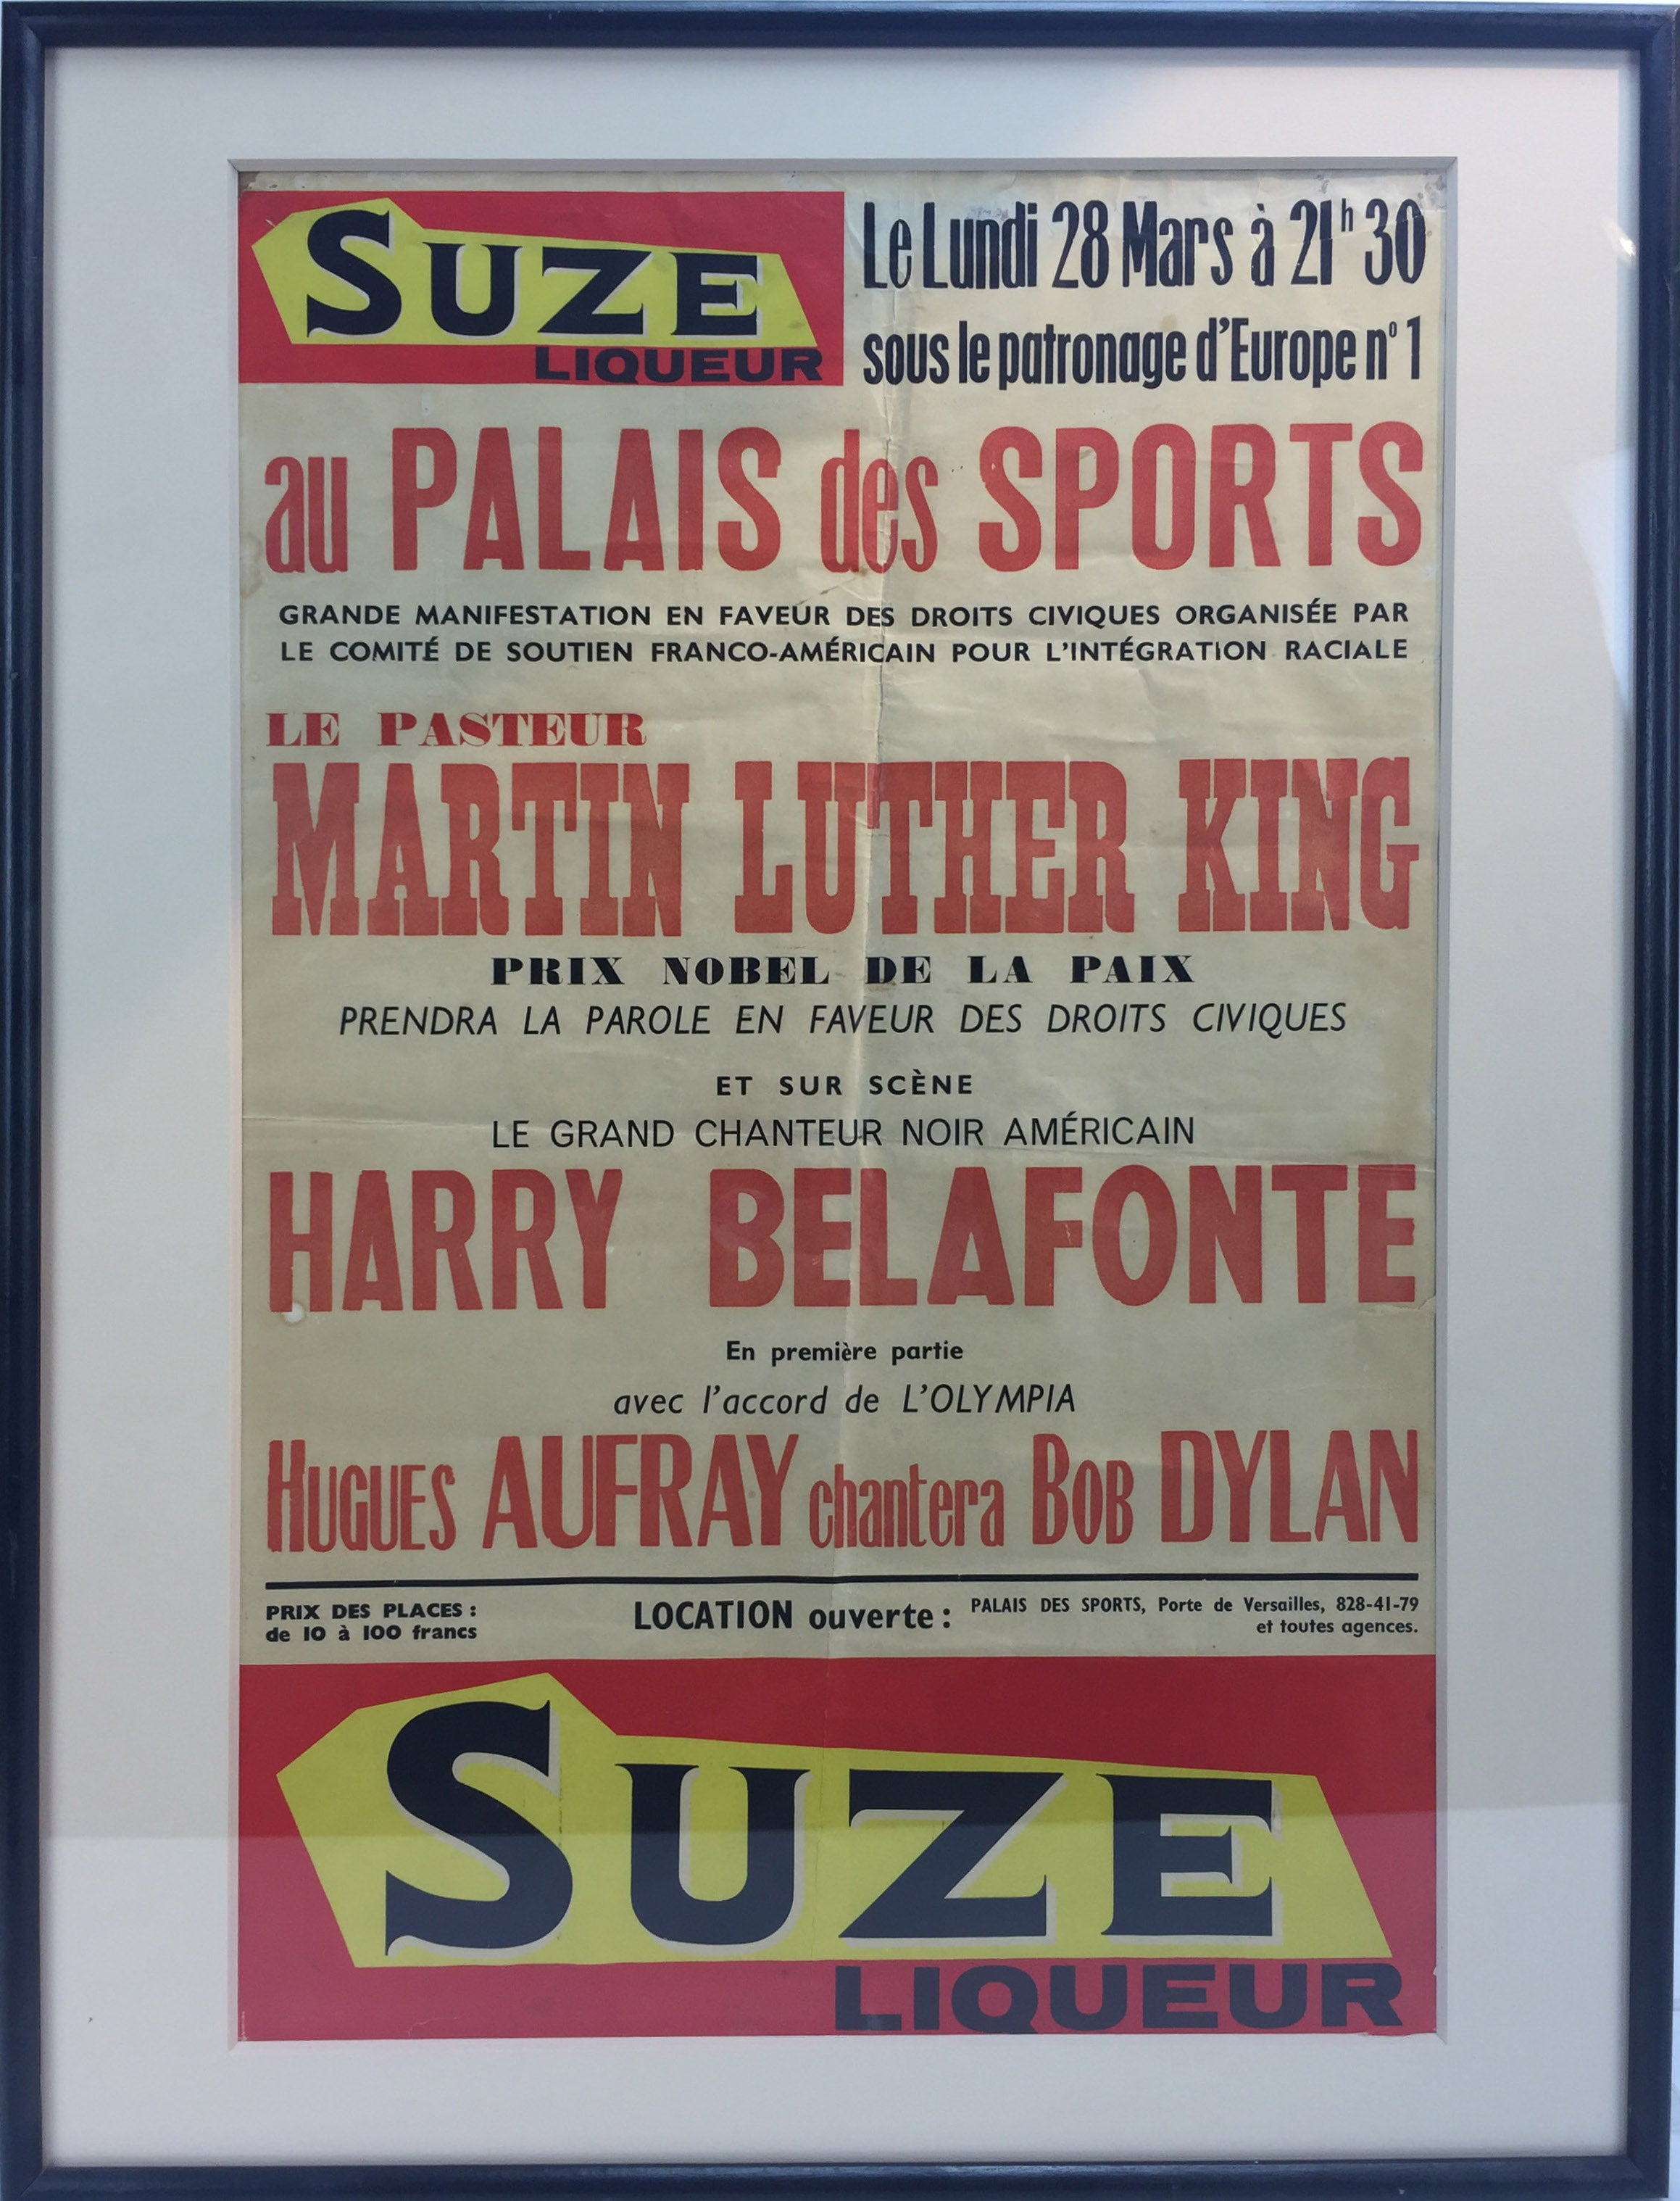 SUZE
LIQUEUR
Le Lundi 28 Mars à 21h30
sous le patronage d'Europe n°1
au PALAIS des SPORTS
GRANDE MANIFESTATION EN FAVEUR DES DROITS CIVIQUES ORGANISÉE PAR
LE COMITÉ DE SOUTIEN FRANCO-AMÉRICAIN POUR L'INTÉGRATION RACIALE
LE PASTEUR
MARTIN LUTHER KING
PRIX NOBEL DE LA PAIX
PRENDRA LA PAROLE EN FAVEUR DES DROITS CIVIQUES
ET SUR SCÈNE
LE GRAND CHANTEUR NOIR AMÉRICAIN
HARRY BELAFONTE
En première partie
avec l'accord de L'OLYMPIA
HUGUES AUFRAY chantera BOB DYLAN
PRIX DES PLACES :
de 10 à 100 francs
LOCATION ouverte :
PALAIS DES SPORTS, Porte de Versailles, 828-41-79
et toutes agences.
SUZE
LIQUEUR